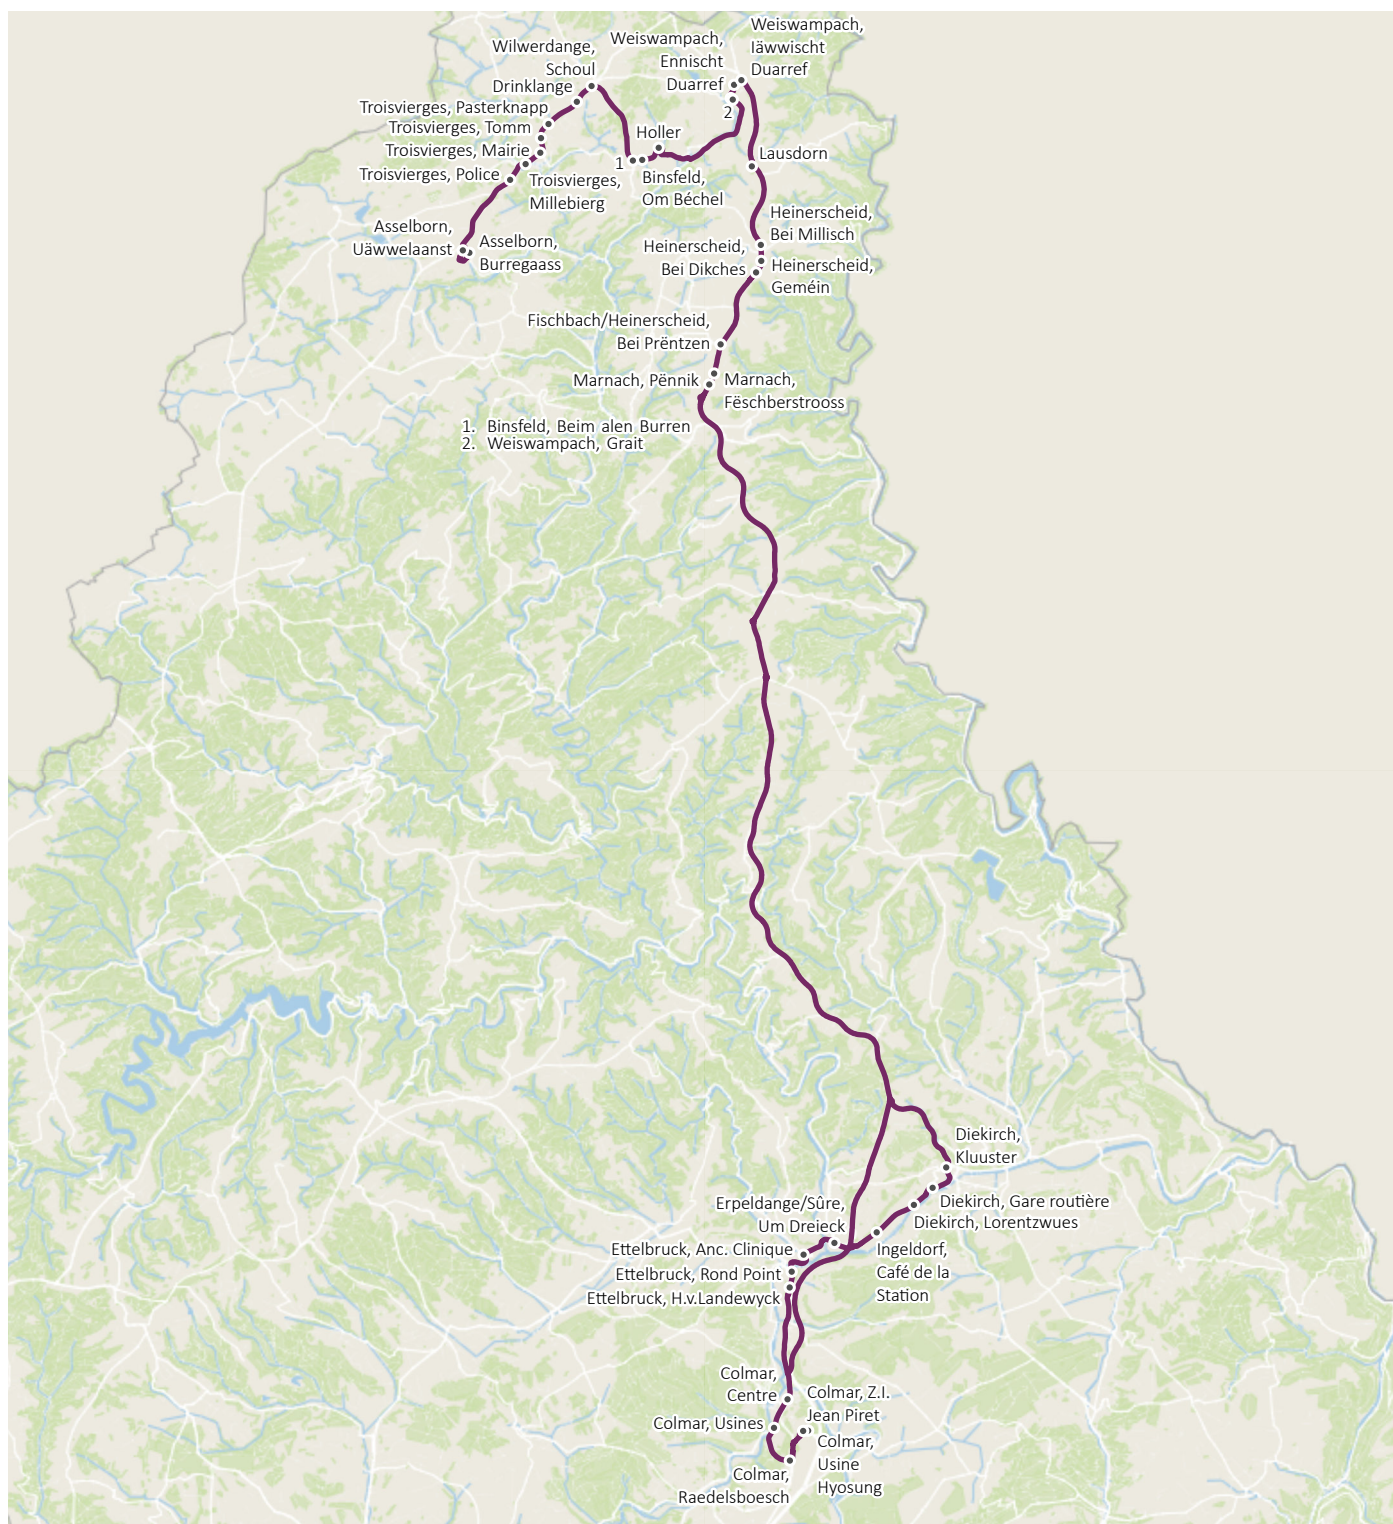 Weiswampach,
Iäwwischt
Duarref
Weiswampach,
Ennischt
Duarref
Wilwerdange,
Schoul
Drinklange
Troisvierges, Pasterknapp
Troisvierges, Tomm
Troisvierges, Mairie
Troisvierges, Police
Troisvierges,
Millebierg
2
Holler
1
Binsfeld,
Om Béchel
Lausdorn
Asselborn,
Uäwwelaanst
Asselborn,
Burregaass
Heinerscheid,
Bei Millisch
Heinerscheid,
Bei Dikches
Heinerscheid,
Geméin
Fischbach/Heinerscheid,
Bei Prëntzen
Marnach, Pënnik
Marnach,
Fëschberstrooss
1. Binsfeld, Beim alen Burren
2. Weiswampach, Grait
Diekirch,
Kluuster
Diekirch, Gare routière
Diekirch, Lorentzwues
Erpeldange/Sûre,
Um Dreieck
Ettelbruck, Anc. Clinique
Ettelbruck, Rond Point
Ettelbruck, H.v.Landewyck
Ingeldorf,
Café de la
Station
Colmar,
Centre
Colmar, Z.I.
Jean Piret
Colmar, Usines
Colmar,
Usine
Hyosung
Colmar,
Raedelsboesch